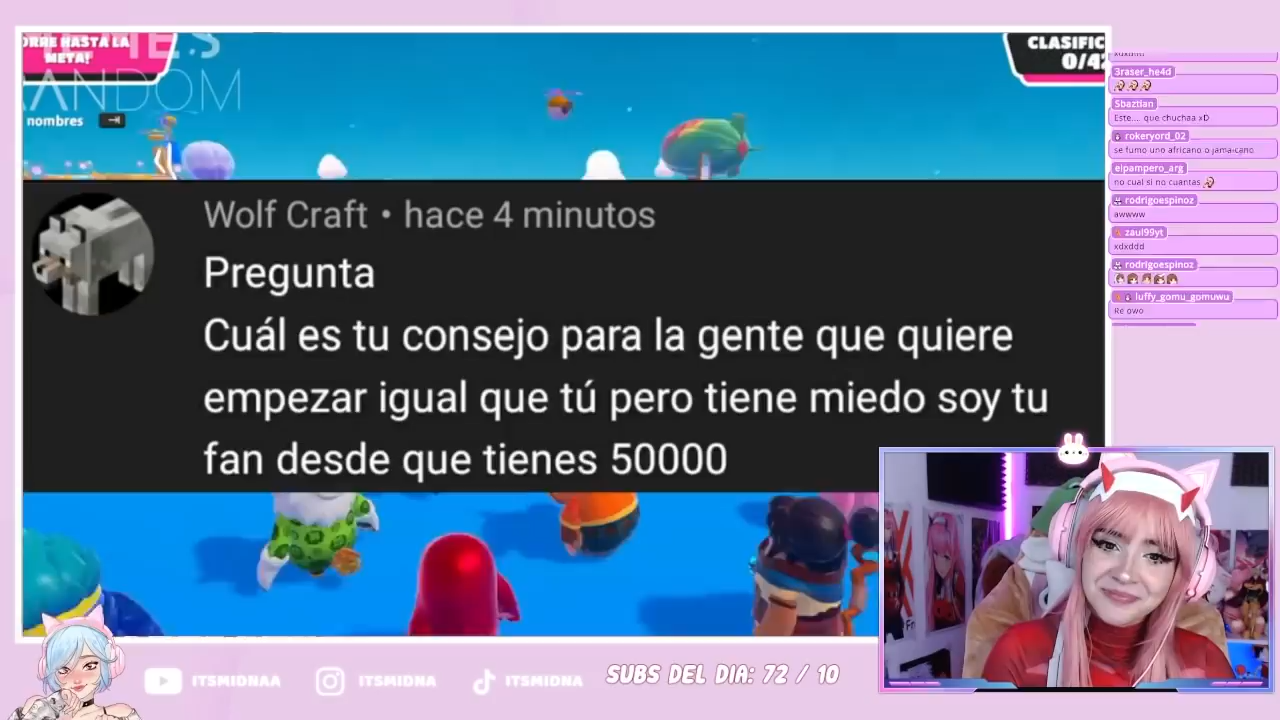 ORRE HASTA LA
META!
MEMES
RANDOM
nombres
CLASIFIC
0/42
Wolf Craft • hace 4 minutos
Pregunta
Cuál es tu consejo para la gente que quiere
empezar igual que tú pero tiene miedo soy tu
fan desde que tienes 50000
3raser_he4d
5baztian
Este.... que chuchaa xD
rokeryord_02
se fumo uno africano o jamaicano
elpampero_arg
no cual si no cuantas
rodrigoespinoz
awwww
zaul99yt
xdxddd
rodrigoespinoz
luffy_gomu_gomuwu
Re owo
ITSMIDNAA
ITSMIDNA
ITSMIDNA
SUBS DEL DIA: 72 / 10